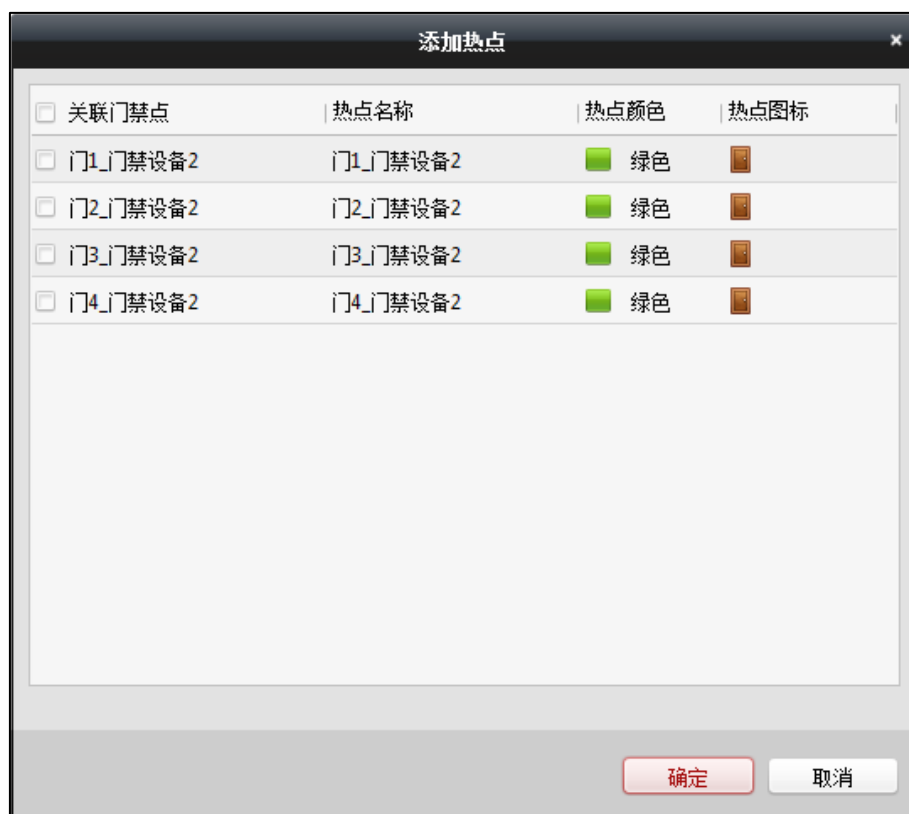 添加热点
关联门禁点 热点名称 热点颜色 热点图标
门1_门禁设备2 门1_门禁设备2 绿色
门2_门禁设备2 门2_门禁设备2 绿色
门3_门禁设备2 门3_门禁设备2 绿色
门4_门禁设备2 门4_门禁设备2 绿色
确定 取消